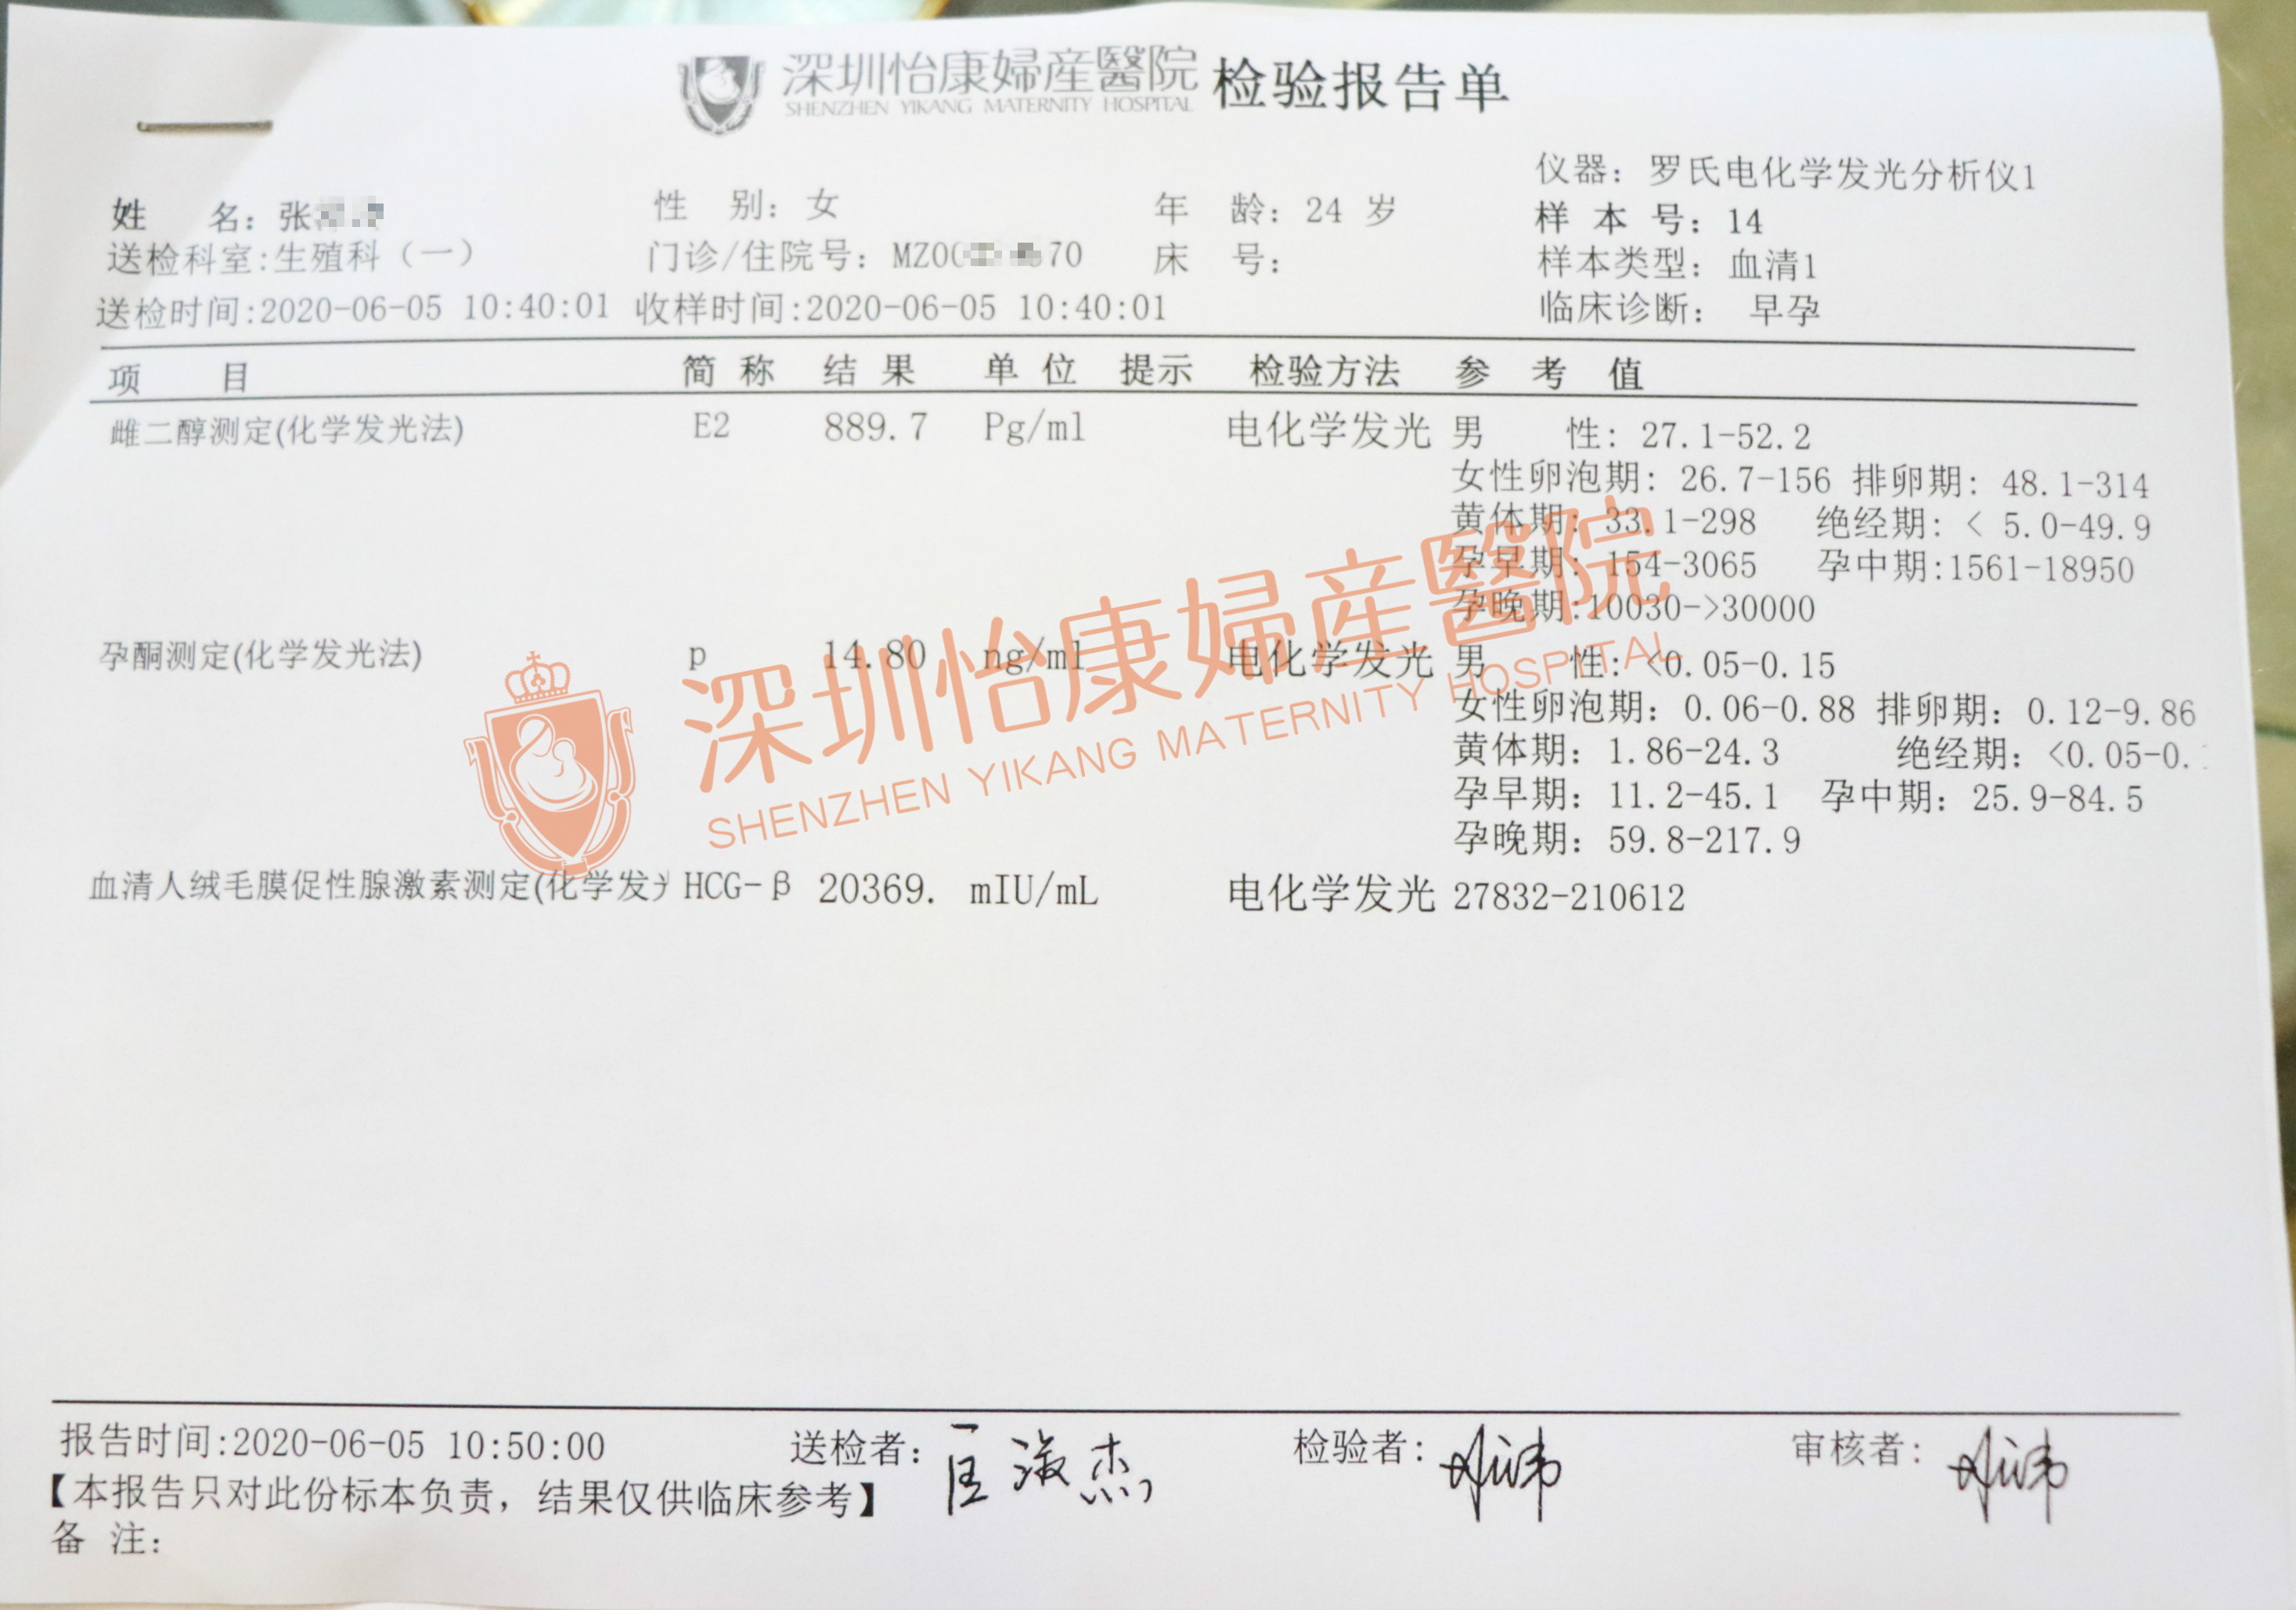 深圳怡康婦産醫院 检验报告单
SHENZHEN YIKANG MATERNITY HOSPITAL
仪器：罗氏电化学发光分析仪1
姓 名：张 性 别：女 年 龄：24 岁 样 本 号：14
送检科室:生殖科（一） 门诊/住院号：MZ00 70 床 号： 样本类型：血清1
送检时间:2020-06-05 10:40:01 收样时间:2020-06-05 10:40:01 临床诊断： 早孕
项 目 简 称 结 果 单 位 提示 检验方法 参 考 值
雌二醇测定(化学发光法) E2 889.7 Pg/ml 电化学发光 男 性: 27.1-52.2
女性卵泡期: 26.7-156 排卵期: 48.1-314
黄体期: 33.1-298 绝经期: < 5.0-49.9
孕早期: 154-3065 孕中期:1561-18950
孕晚期:10030->30000
孕酮测定(化学发光法) p 14.80 ng/ml 电化学发光 男 性: <0.05-0.15
女性卵泡期: 0.06-0.88 排卵期: 0.12-9.86
黄体期: 1.86-24.3 绝经期: <0.05-0.
孕早期: 11.2-45.1 孕中期: 25.9-84.5
孕晚期: 59.8-217.9
血清人绒毛膜促性腺激素测定(化学发 HCG-β 20369. mIU/mL 电化学发光 27832-210612
深圳怡康婦産醫院
SHENZHEN YIKANG MATERNITY HOSPITAL
报告时间:2020-06-05 10:50:00 送检者： 检验者： 审核者：
【本报告只对此份标本负责，结果仅供临床参考】
备 注：